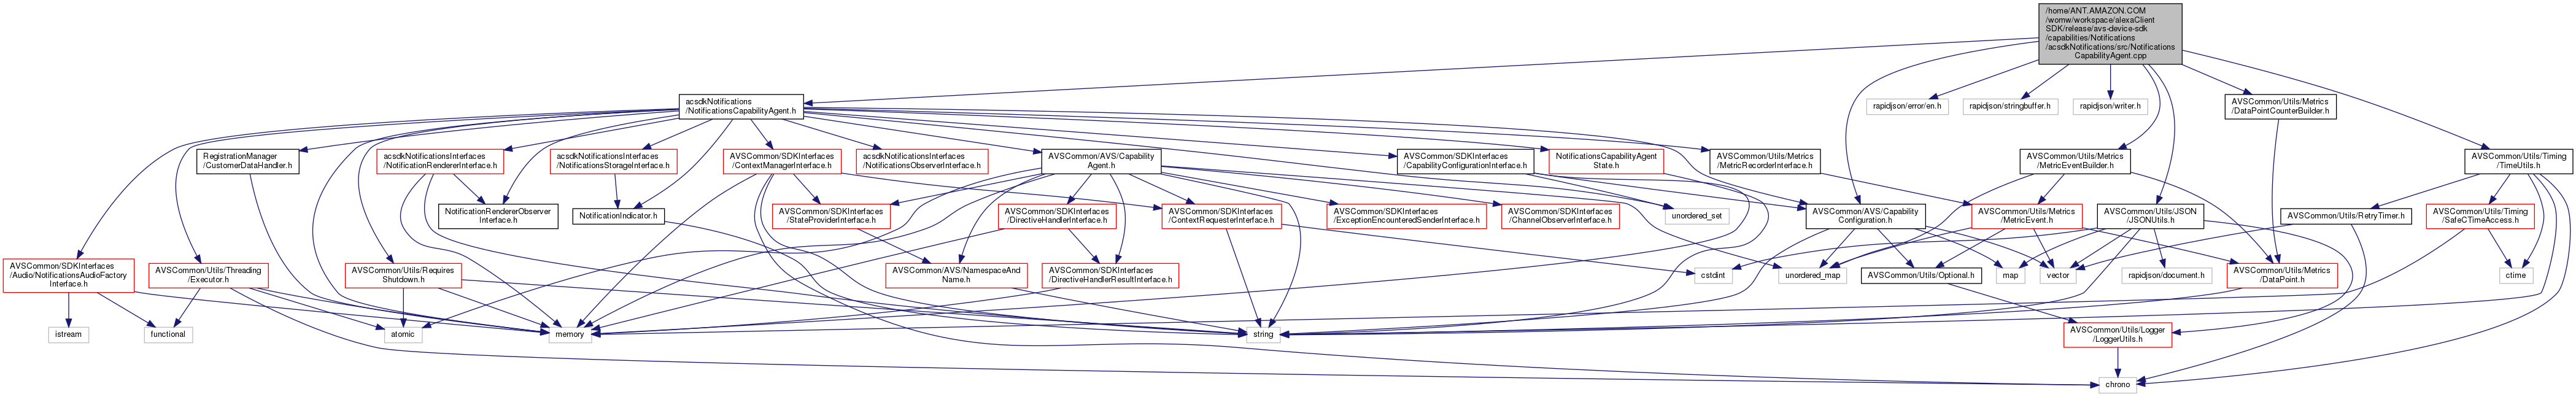 /home/ANT.AMAZON.COM
/womw/workspace/alexaClient
SDK/release/avs-device-sdk
/capabilities/Notifications
/acsdkNotifications/src/Notifications
CapabilityAgent.cpp
acsdkNotifications
/NotificationsCapabilityAgent.h
rapidjson/error/en.h
rapidjson/stringbuffer.h
rapidjson/writer.h
AVSCommon/Utils/Metrics
/DataPointCounterBuilder.h
RegistrationManager
/CustomerDataHandler.h
acsdkNotificationsInterfaces
/NotificationRendererInterface.h
acsdkNotificationsInterfaces
/NotificationsStorageInterface.h
AVSCommon/SDKInterfaces
/ContextManagerInterface.h
acsdkNotificationsInterfaces
/NotificationsObserverInterface.h
AVSCommon/AVS/Capability
Agent.h
AVSCommon/SDKInterfaces
/CapabilityConfigurationInterface.h
NotificationsCapabilityAgent
State.h
AVSCommon/Utils/Metrics
/MetricRecorderInterface.h
AVSCommon/Utils/Metrics
/MetricEventBuilder.h
AVSCommon/Utils/Timing
/TimeUtils.h
NotificationRendererObserver
Interface.h
NotificationIndicator.h
AVSCommon/SDKInterfaces
/StateProviderInterface.h
AVSCommon/SDKInterfaces
/DirectiveHandlerInterface.h
AVSCommon/SDKInterfaces
/ContextRequesterInterface.h
AVSCommon/SDKInterfaces
/ExceptionEncounteredSenderInterface.h
AVSCommon/SDKInterfaces
/ChannelObserverInterface.h
unordered_set
AVSCommon/AVS/Capability
Configuration.h
AVSCommon/Utils/Metrics
/MetricEvent.h
AVSCommon/Utils/JSON
/JSONUtils.h
AVSCommon/Utils/RetryTimer.h
AVSCommon/Utils/Timing
/SafeCTimeAccess.h
AVSCommon/SDKInterfaces
/Audio/NotificationsAudioFactory
Interface.h
AVSCommon/Utils/Threading
/Executor.h
AVSCommon/Utils/Requires
Shutdown.h
AVSCommon/AVS/NamespaceAnd
Name.h
AVSCommon/SDKInterfaces
/DirectiveHandlerResultInterface.h
cstdint
unordered_map
AVSCommon/Utils/Optional.h
map
vector
rapidjson/document.h
AVSCommon/Utils/Metrics
/DataPoint.h
ctime
istream
functional
atomic
memory
string
AVSCommon/Utils/Logger
/LoggerUtils.h
chrono